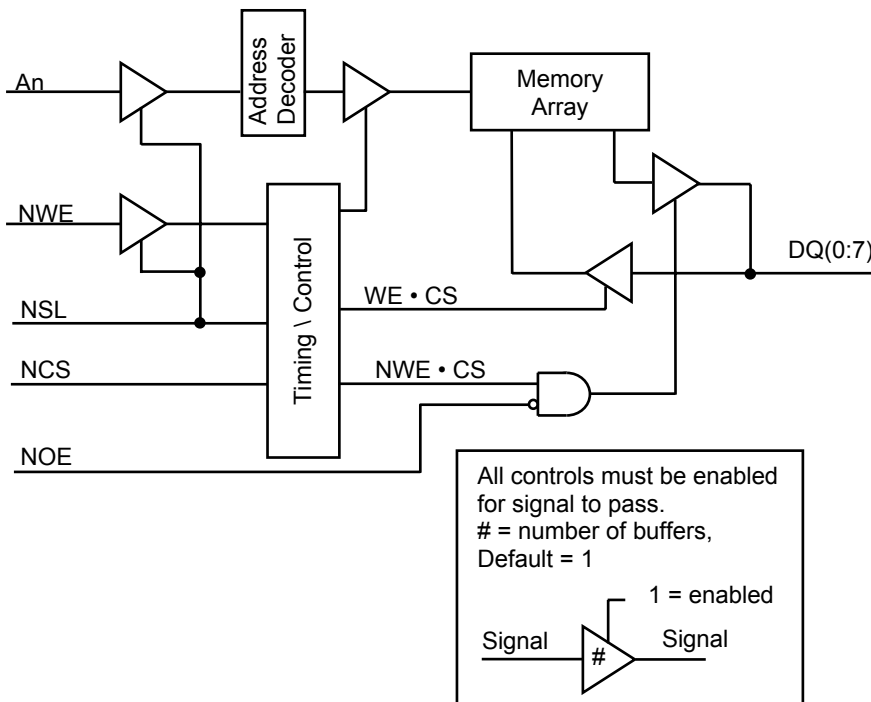 An
Address
Decoder
Memory
Array
NWE
DQ(0:7)
NSL
Timing \ Control
WE • CS
NCS
NWE • CS
NOE
All controls must be enabled
for signal to pass.
# = number of buffers,
Default = 1
1 = enabled
Signal
#
Signal